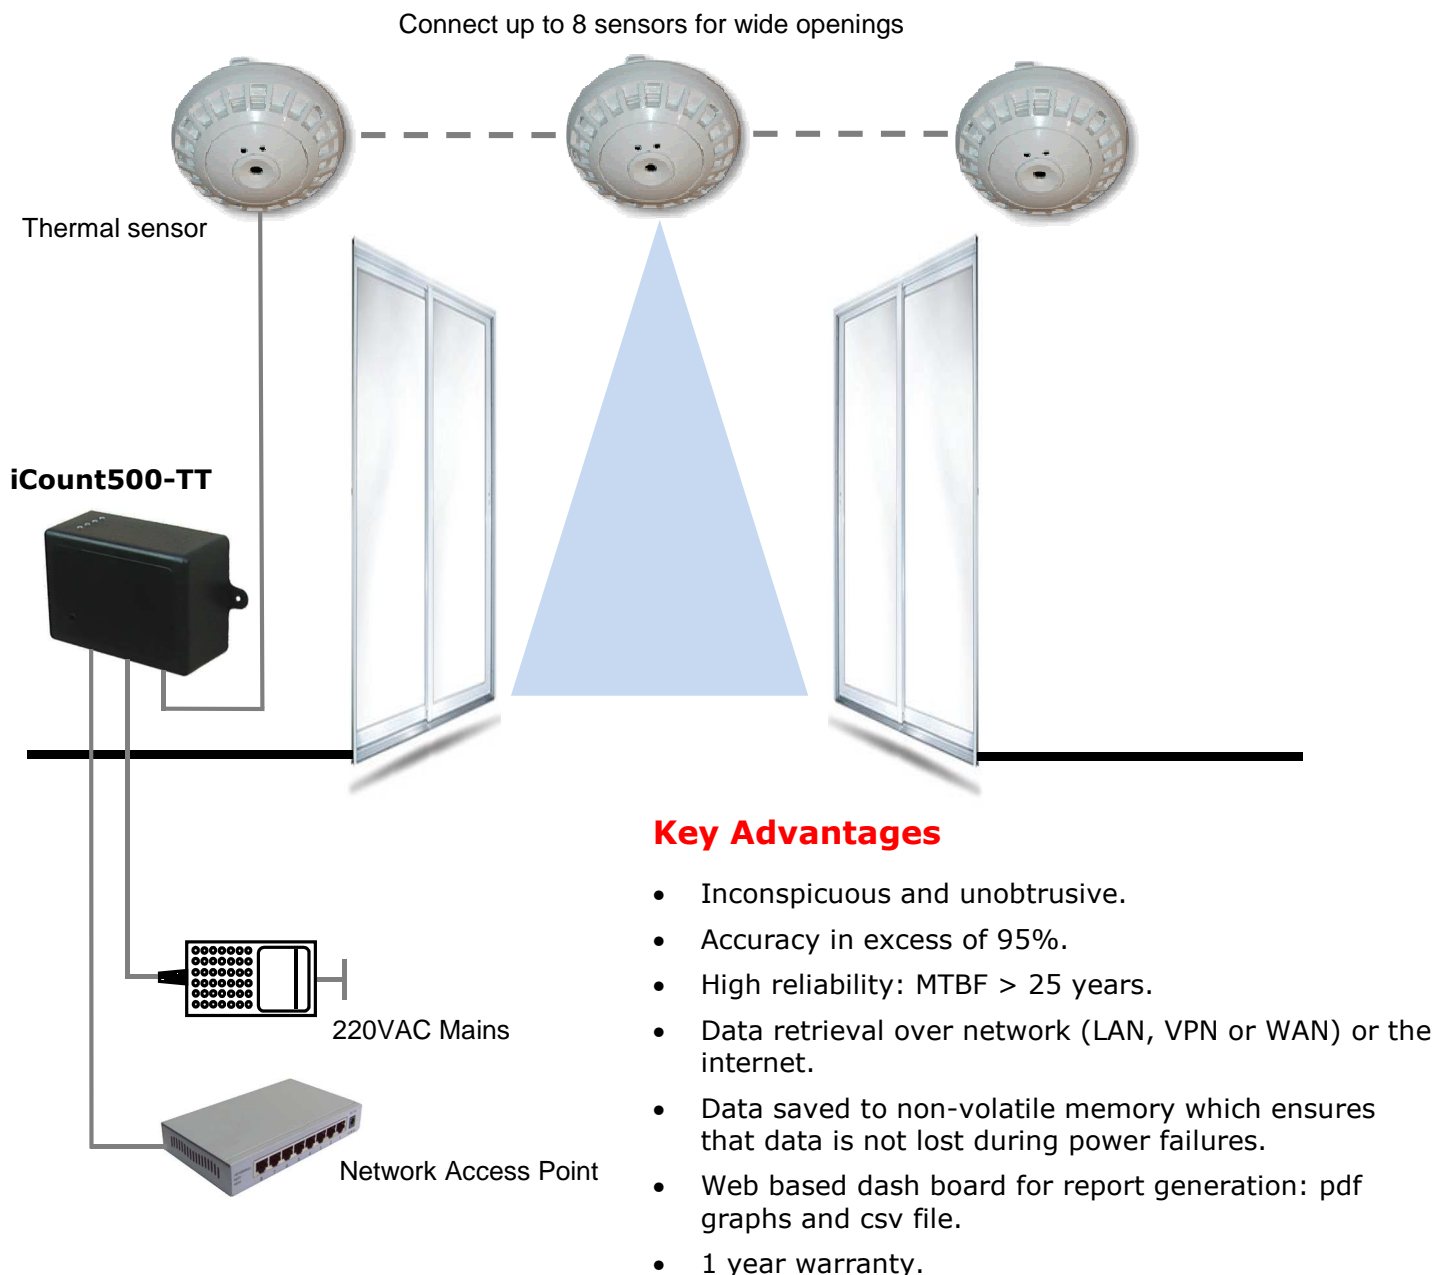 Connect up to 8 sensors for wide openings
Thermal sensor
iCount500-TT
220VAC Mains
Network Access Point
Key Advantages
• Inconspicuous and unobtrusive.
• Accuracy in excess of 95%.
• High reliability: MTBF > 25 years.
• Data retrieval over network (LAN, VPN or WAN) or the
internet.
• Data saved to non-volatile memory which ensures
that data is not lost during power failures.
• Web based dash board for report generation: pdf
graphs and csv file.
• 1 year warranty.